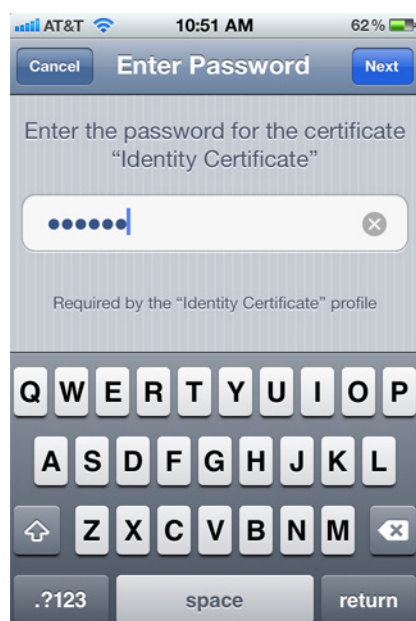 AT&T 10:51 AM 62%
Cancel Enter Password Next
Enter the password for the certificate
“Identity Certificate”
••••••
Required by the “Identity Certificate” profile
Q W E R T Y U I O P
A S D F G H J K L
Z X C V B N M
.?123 space return